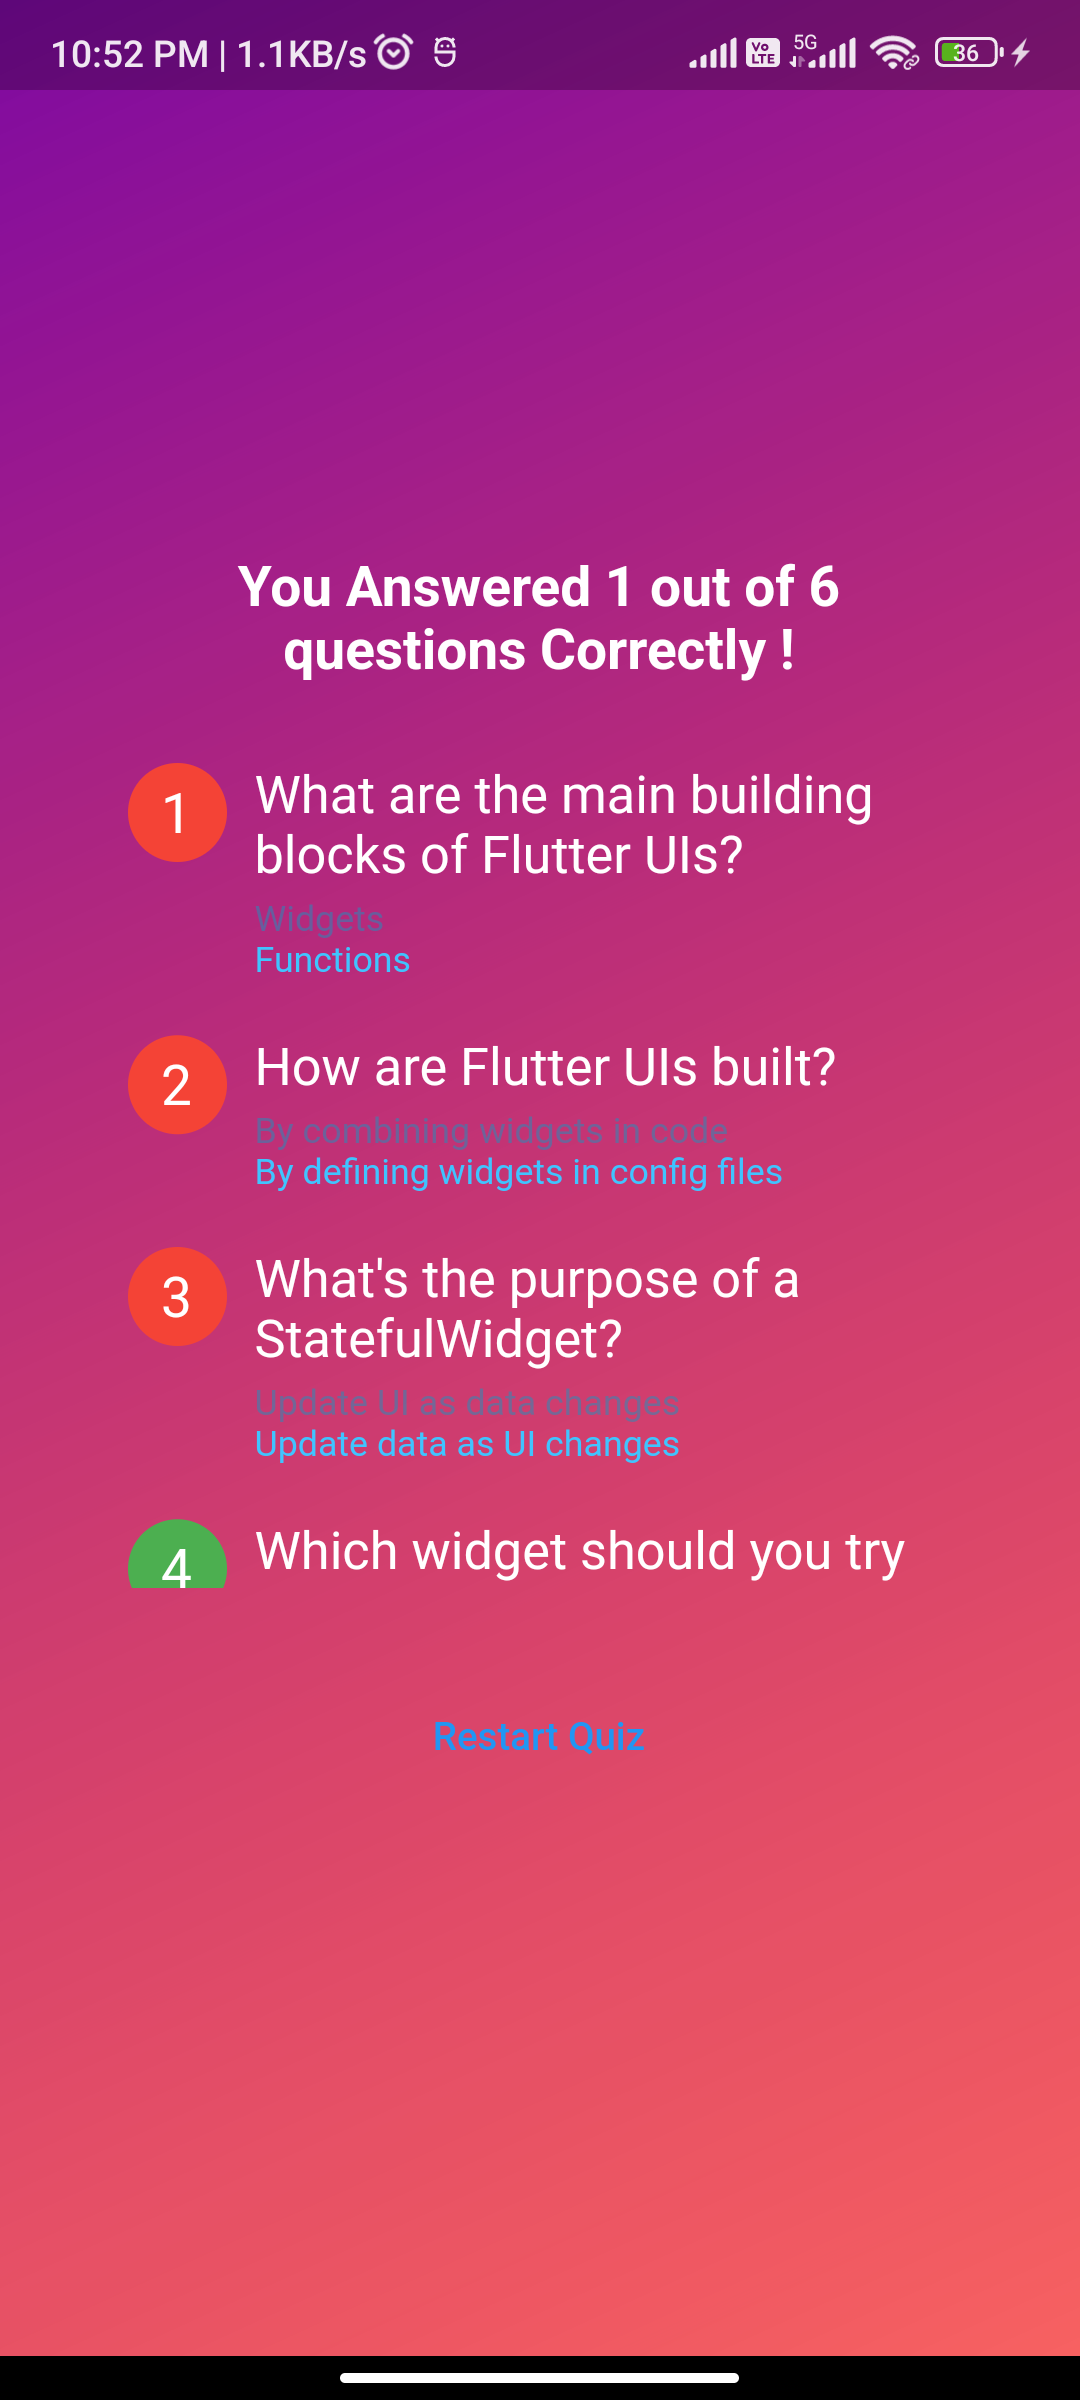 10:52 PM | 1.1KB/s
Vo LTE 5G 36
You Answered 1 out of 6
questions Correctly !
1 What are the main building
blocks of Flutter UIs?
Widgets
Functions
2 How are Flutter UIs built?
By combining widgets in code
By defining widgets in config files
3 What's the purpose of a
StatefulWidget?
Update UI as data changes
Update data as UI changes
4 Which widget should you try
Restart Quiz